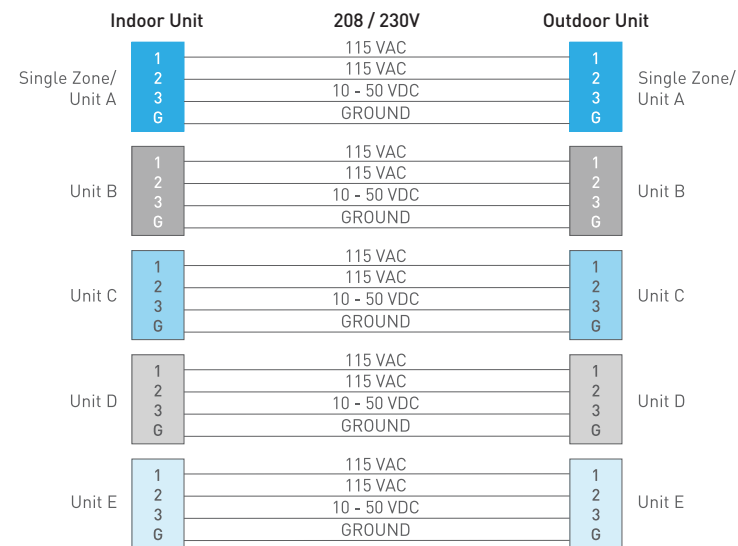 Indoor Unit 208 / 230V Outdoor Unit
Single Zone/
Unit A
1
2
3
G
115 VAC
115 VAC
10 - 50 VDC
GROUND
1
2
3
G
Single Zone/
Unit A
Unit B
1
2
3
G
115 VAC
115 VAC
10 - 50 VDC
GROUND
1
2
3
G
Unit B
Unit C
1
2
3
G
115 VAC
115 VAC
10 - 50 VDC
GROUND
1
2
3
G
Unit C
Unit D
1
2
3
G
115 VAC
115 VAC
10 - 50 VDC
GROUND
1
2
3
G
Unit D
Unit E
1
2
3
G
115 VAC
115 VAC
10 - 50 VDC
GROUND
1
2
3
G
Unit E